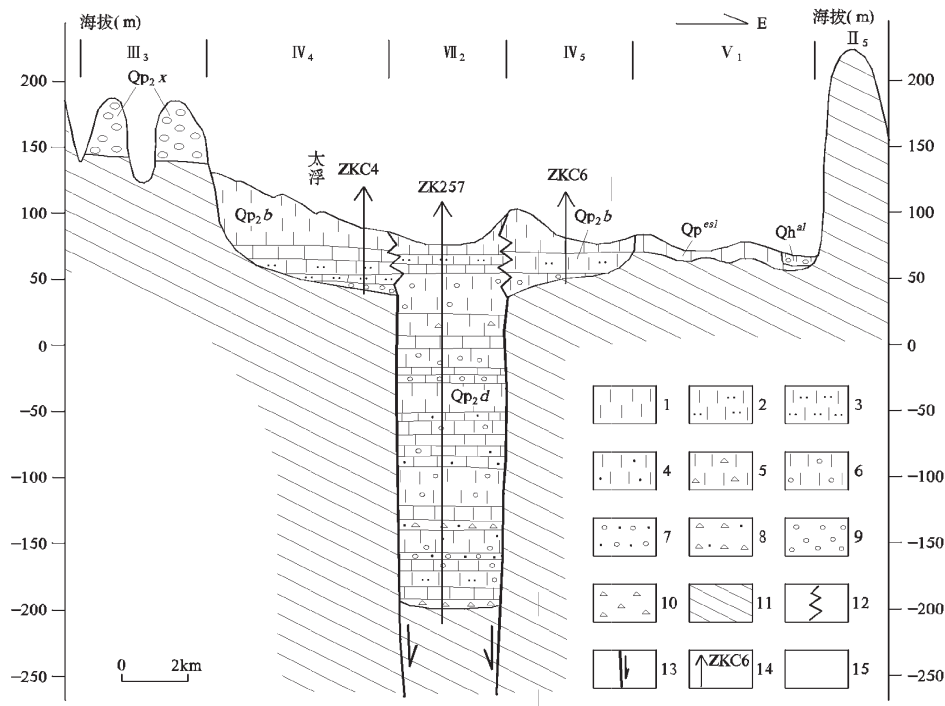 海拔(m)
E
海拔(m)
Ⅲ₃
Ⅳ₄
Ⅶ₂
Ⅳ₅
Ⅴ₁
Ⅱ₅
Qp₂x
200
200
150
150
太浮
ZKC4
ZK257
ZKC6
100
100
Qp₂b
Qp₂b
Qpᵉˢˡ
Qhᵃˡ
50
50
0
0
Qp₂d
-50
-50
1
2
3
-100
-100
4
5
6
-150
-150
7
8
9
-200
-200
10
11
12
0
2km
ZKC6
13
14
15
-250
-250